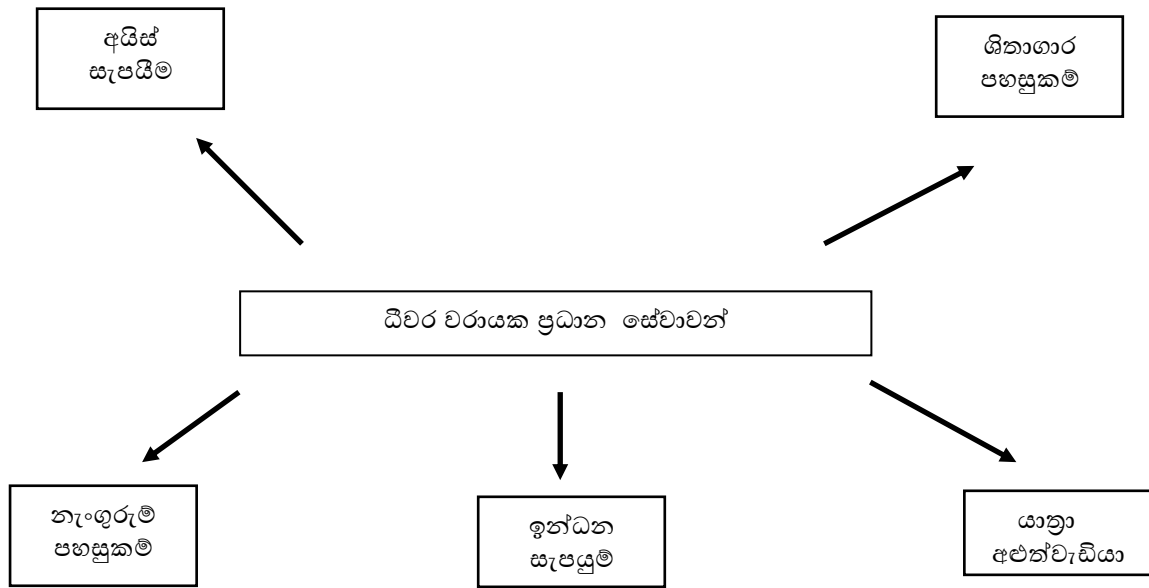 අයිස්
සැපයීම
ශිතාගාර
පහසුකම්
ධීවර වරායක ප්‍රධාන  සේවාවන්
නැංගුරුම්
පහසුකම්
ඉන්ධන
සැපයුම්
යාත්‍රා
අළුත්වැඩියා